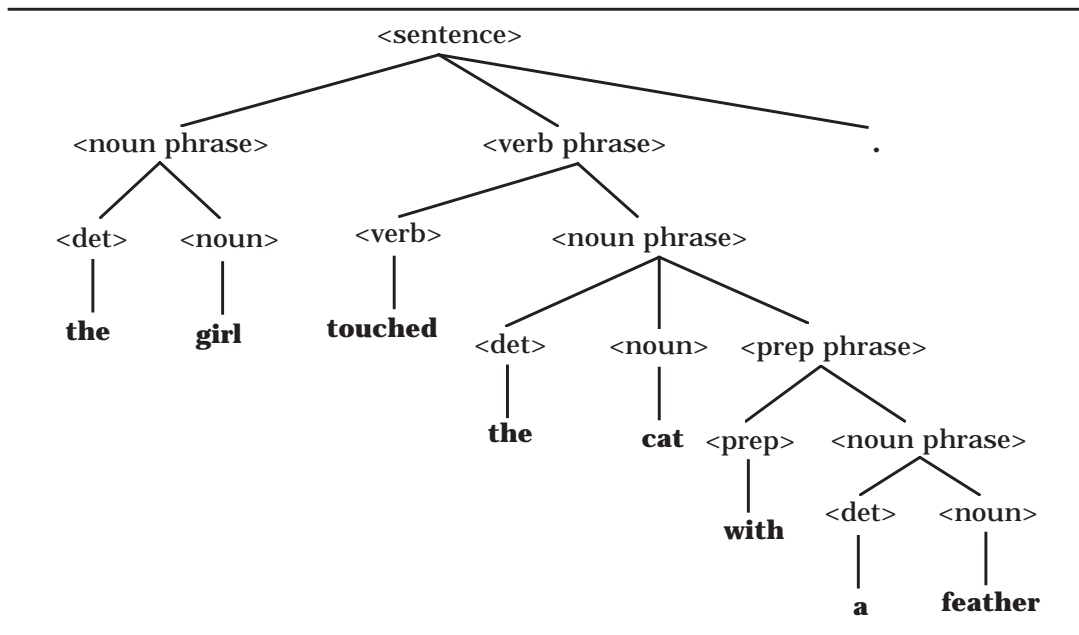 <sentence>
<noun phrase> <verb phrase> .
<det> <noun> <verb> <noun phrase>
the girl touched
<det> <noun> <prep phrase>
the cat <prep> <noun phrase>
with <det> <noun>
a feather